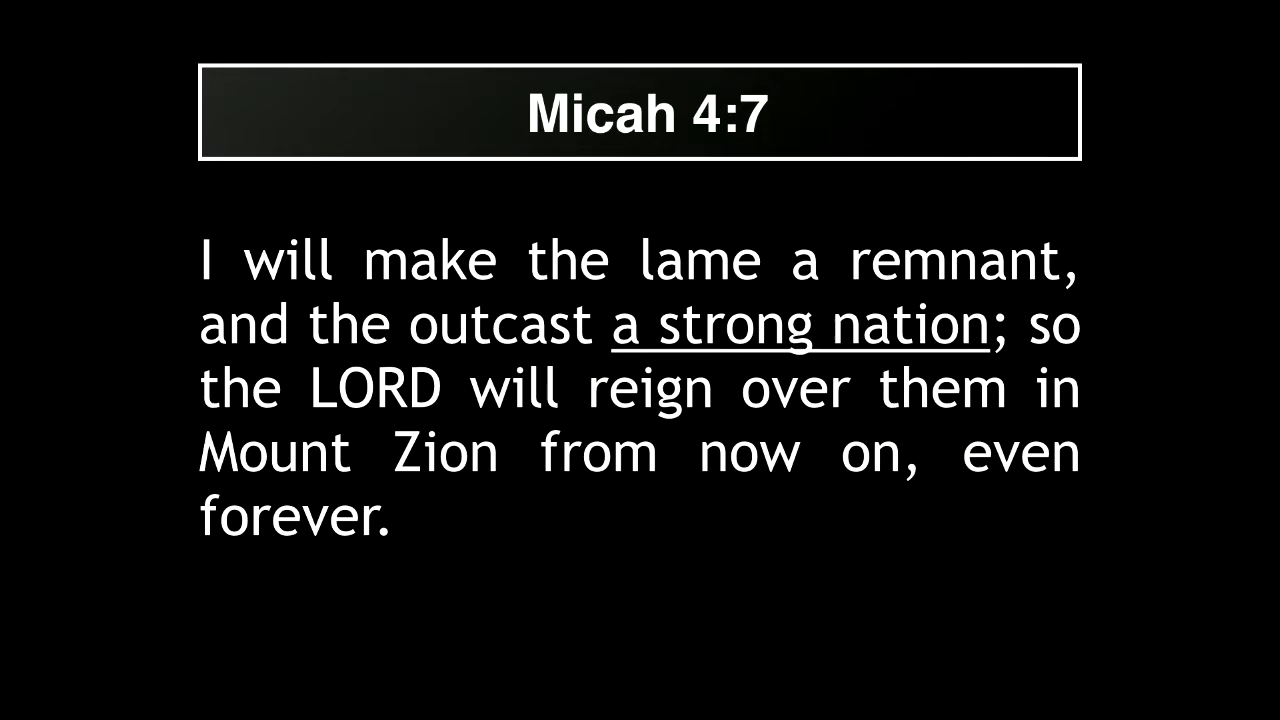 Micah 4:7
I will make the lame a remnant,
and the outcast a strong nation; so
the LORD will reign over them in
Mount Zion from now on, even
forever.